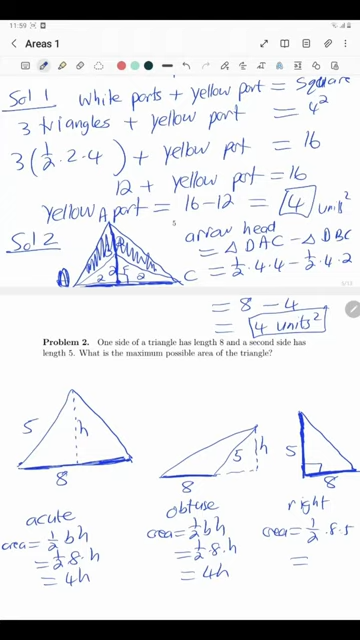 11:59
81%
Areas 1
Sol 1 White parts + yellow part = Square
3 triangles + yellow part = 4²
3(½·2·4) + yellow part = 16
12 + yellow part = 16
Yellow part = 16 - 12 = 4 units²
Sol 2
A
D
C
2
2
2
arrow head
= △DAC - △DBC
= ½·4·4 - ½·4·2
= 8 - 4
= 4 units²
Problem 2. One side of a triangle has length 8 and a second side has
length 5. What is the maximum possible area of the triangle?
5 h
8
5 h
8
5
8
acute
area = ½bh
= ½·8·h
= 4h
obtuse
area = ½bh
= ½·8·h
= 4h
right
area = ½·8·5
=